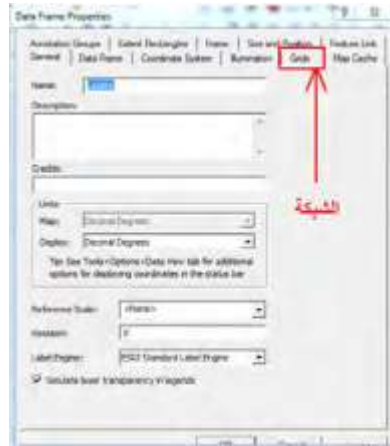 Data Frame Properties
Annotation Groups | Extent Rectangles | Frame | Size and Position | Feature Link
General | Data Frame | Coordinate System | Illumination | Grids | Map Cache
Name:
Description:
Credits:
الشبكة
Units
Map: Decimal Degrees
Display: Decimal Degrees
Tip: See Tools>Options>Data View tab for additional
options for displaying coordinates in the status bar
Reference Scale: <None>
Rotation: 0
Label Engine: ESRI Standard Label Engine
Simulate layer transparency in legends